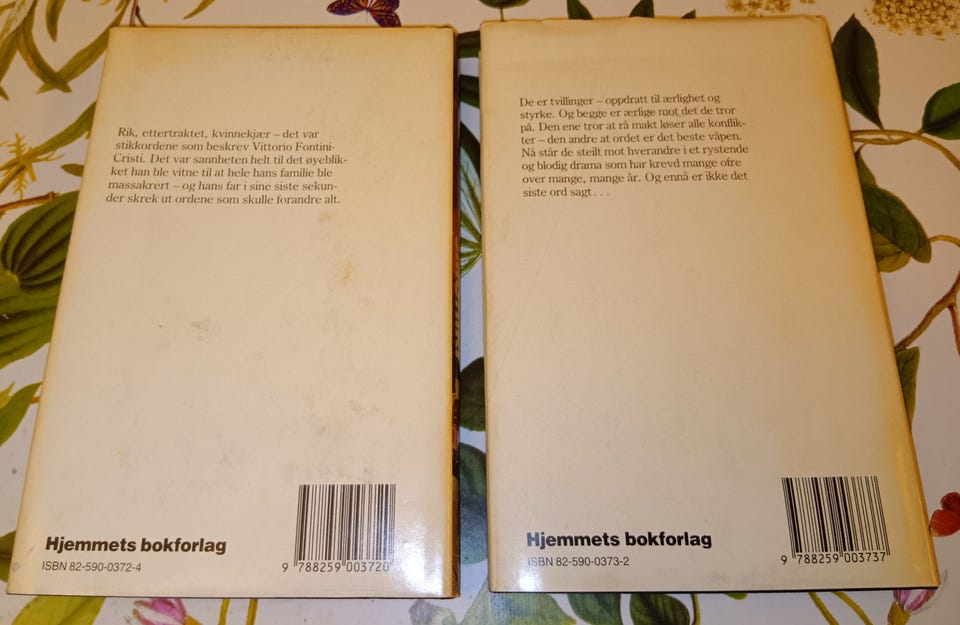 Rik, ettertraktet, kvinnekjær – det var
stikkordene som beskrev Vittorio Fontini-
Cristi. Det var sannheten helt til det øyeblik-
ket han ble vitne til at hele hans familie ble
massakrert – og hans far i sine siste sekun-
der skrek ut ordene som skulle forandre alt.
Hjemmets bokforlag
ISBN 82-590-0372-4
9 788259 003720
De er tvillinger – oppdratt til ærlighet og
styrke. Og begge er ærlige mot det de tror
på. Den ene tror at rå makt løser alle konflik-
ter – den andre at ordet er det beste våpen.
Nå står de steilt mot hverandre i et rystende
og blodig drama som har krevd mange ofre
over mange, mange år. Og ennå er ikke det
siste ord sagt . . .
Hjemmets bokforlag
ISBN 82-590-0373-2
9 788259 003737